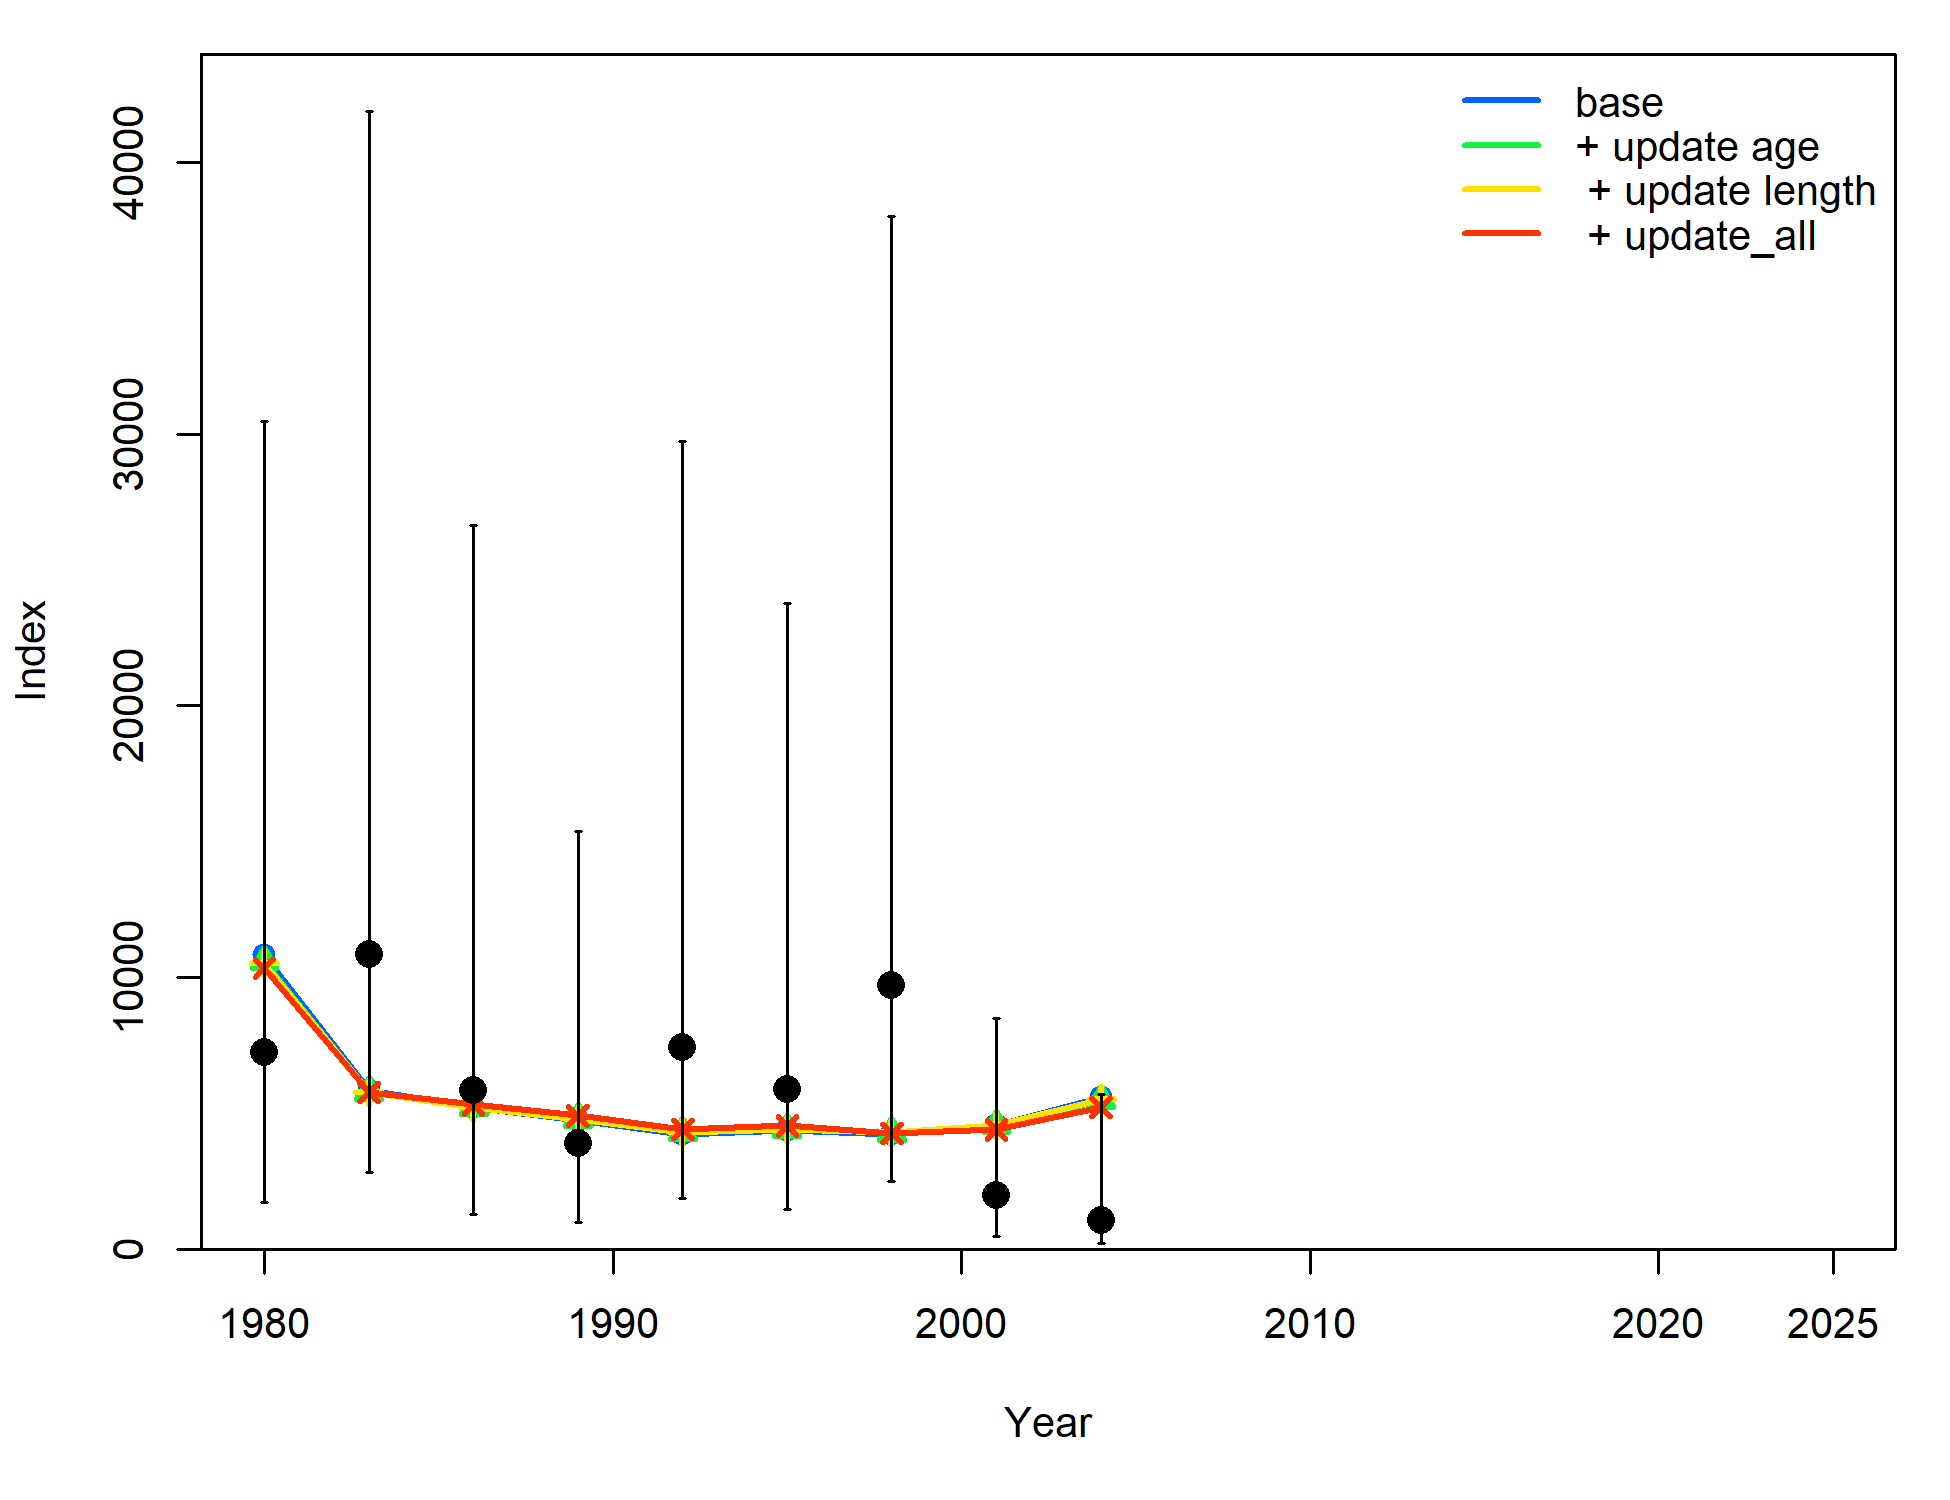 base
+ update age
+ update length
+ update_all
40000
30000
20000
10000
0
Index
1980 1990 2000 2010 2020 2025
Year